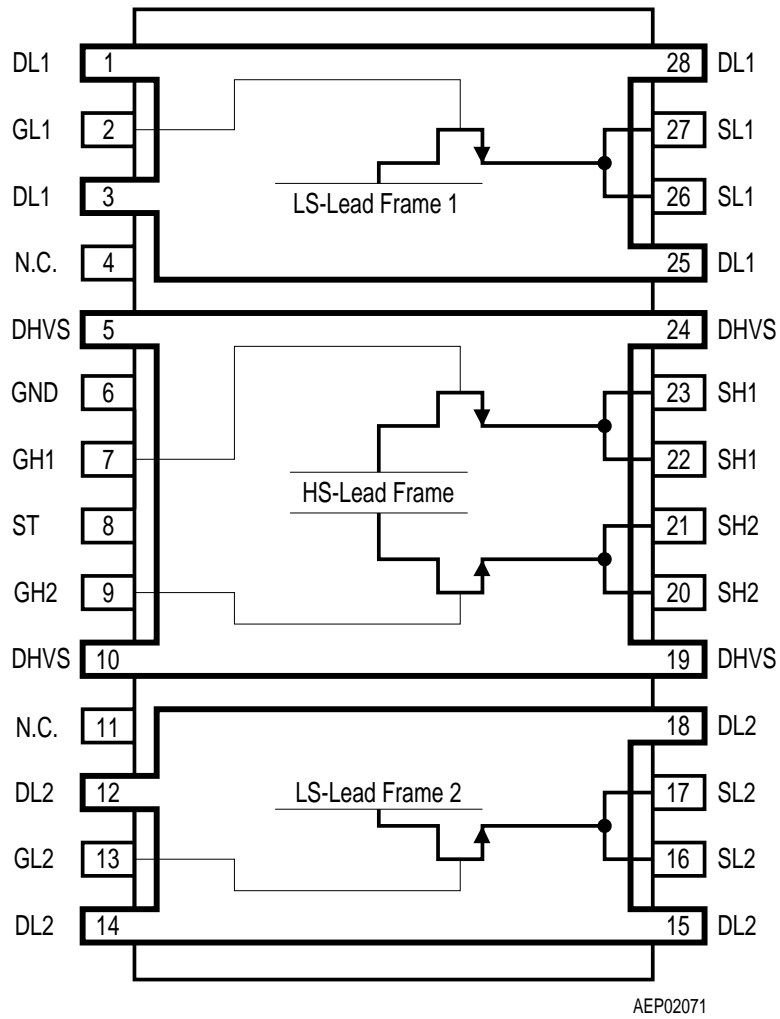 DL1 1 28 DL1
GL1 2 27 SL1
DL1 3 26 SL1
LS-Lead Frame 1
N.C. 4 25 DL1
DHVS 5 24 DHVS
GND 6 23 SH1
GH1 7 22 SH1
HS-Lead Frame
ST 8 21 SH2
GH2 9 20 SH2
DHVS 10 19 DHVS
N.C. 11 18 DL2
DL2 12 17 SL2
LS-Lead Frame 2
GL2 13 16 SL2
DL2 14 15 DL2
AEP02071